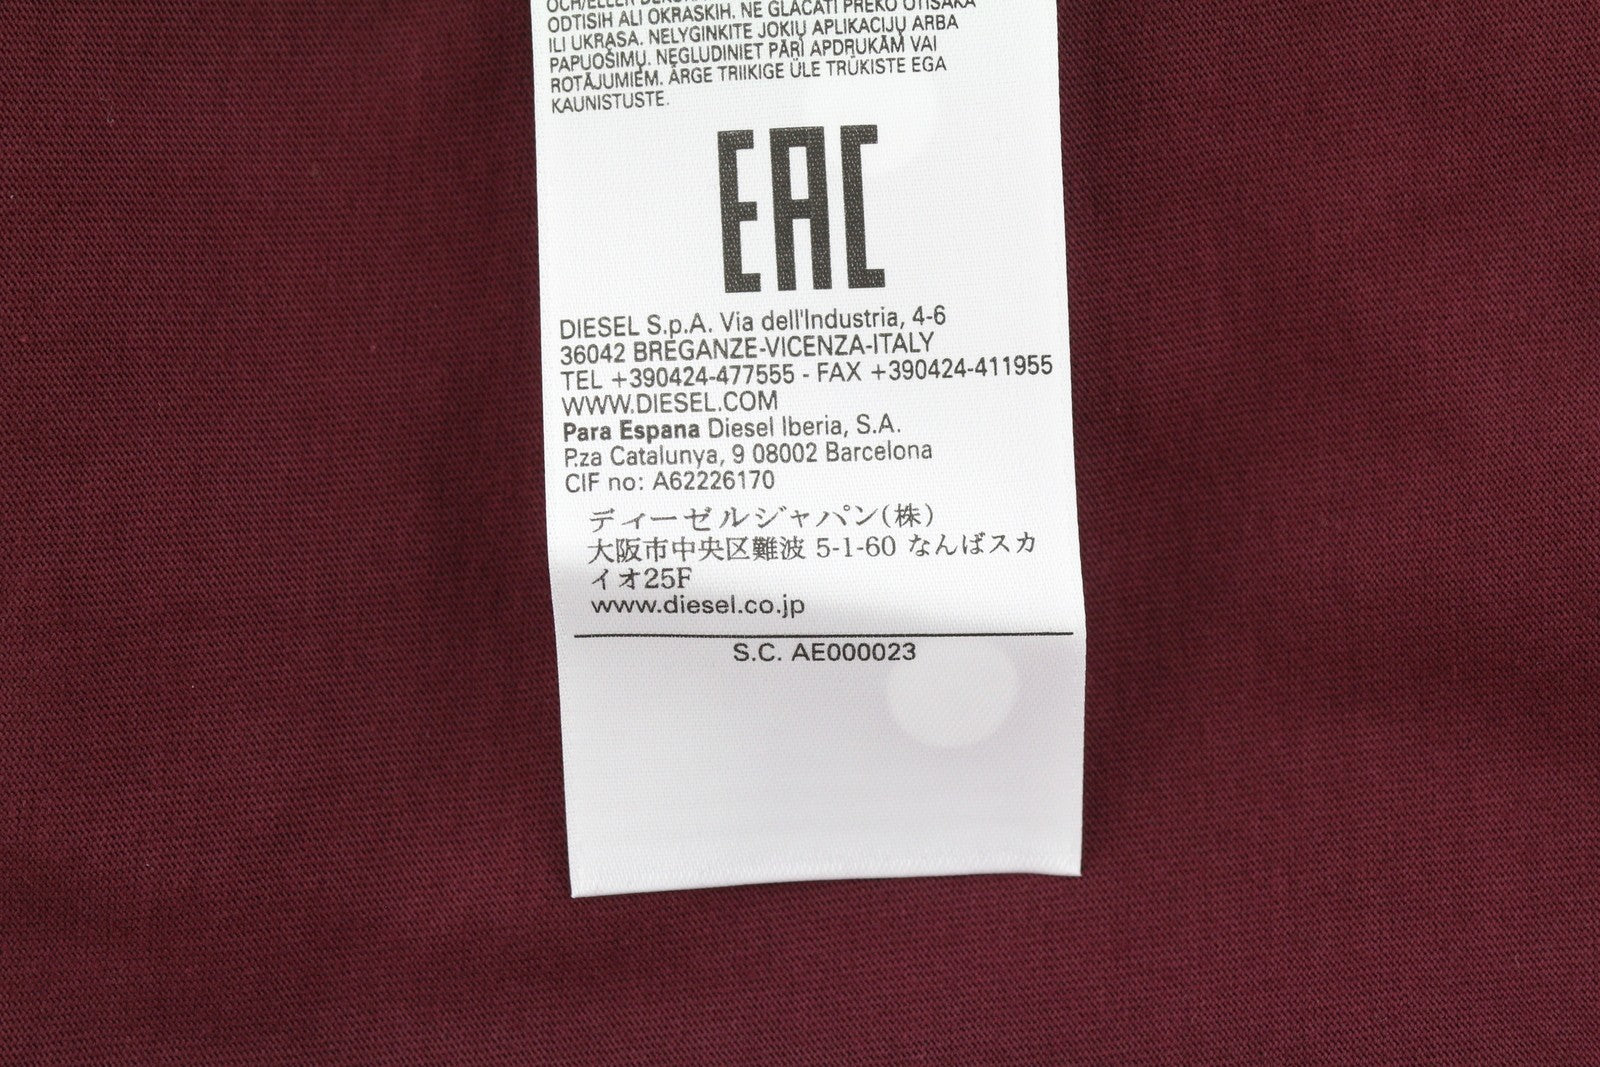 ODTISIH ALI OKRASKIH. NE GLAČATI PREKO OTISAKA
ILI UKRASA. NELYGINKITE JOKIŲ APLIKACIJŲ ARBA
PAPUOŠIMŲ. NEGLUDINIET PĀRI APDRUKĀM VAI
ROTĀJUMIEM. ÄRGE TRIIKIGE ÜLE TRÜKISTE EGA
KAUNISTUSTE.
EAC
DIESEL S.p.A. Via dell'Industria, 4-6
36042 BREGANZE-VICENZA-ITALY
TEL +390424-477555 - FAX +390424-411955
WWW.DIESEL.COM
Para Espana Diesel Iberia, S.A.
P.za Catalunya, 9 08002 Barcelona
CIF no: A62226170
ディーゼルジャパン(株)
大阪市中央区難波 5-1-60 なんばスカ
イオ25F
www.diesel.co.jp
S.C. AE000023